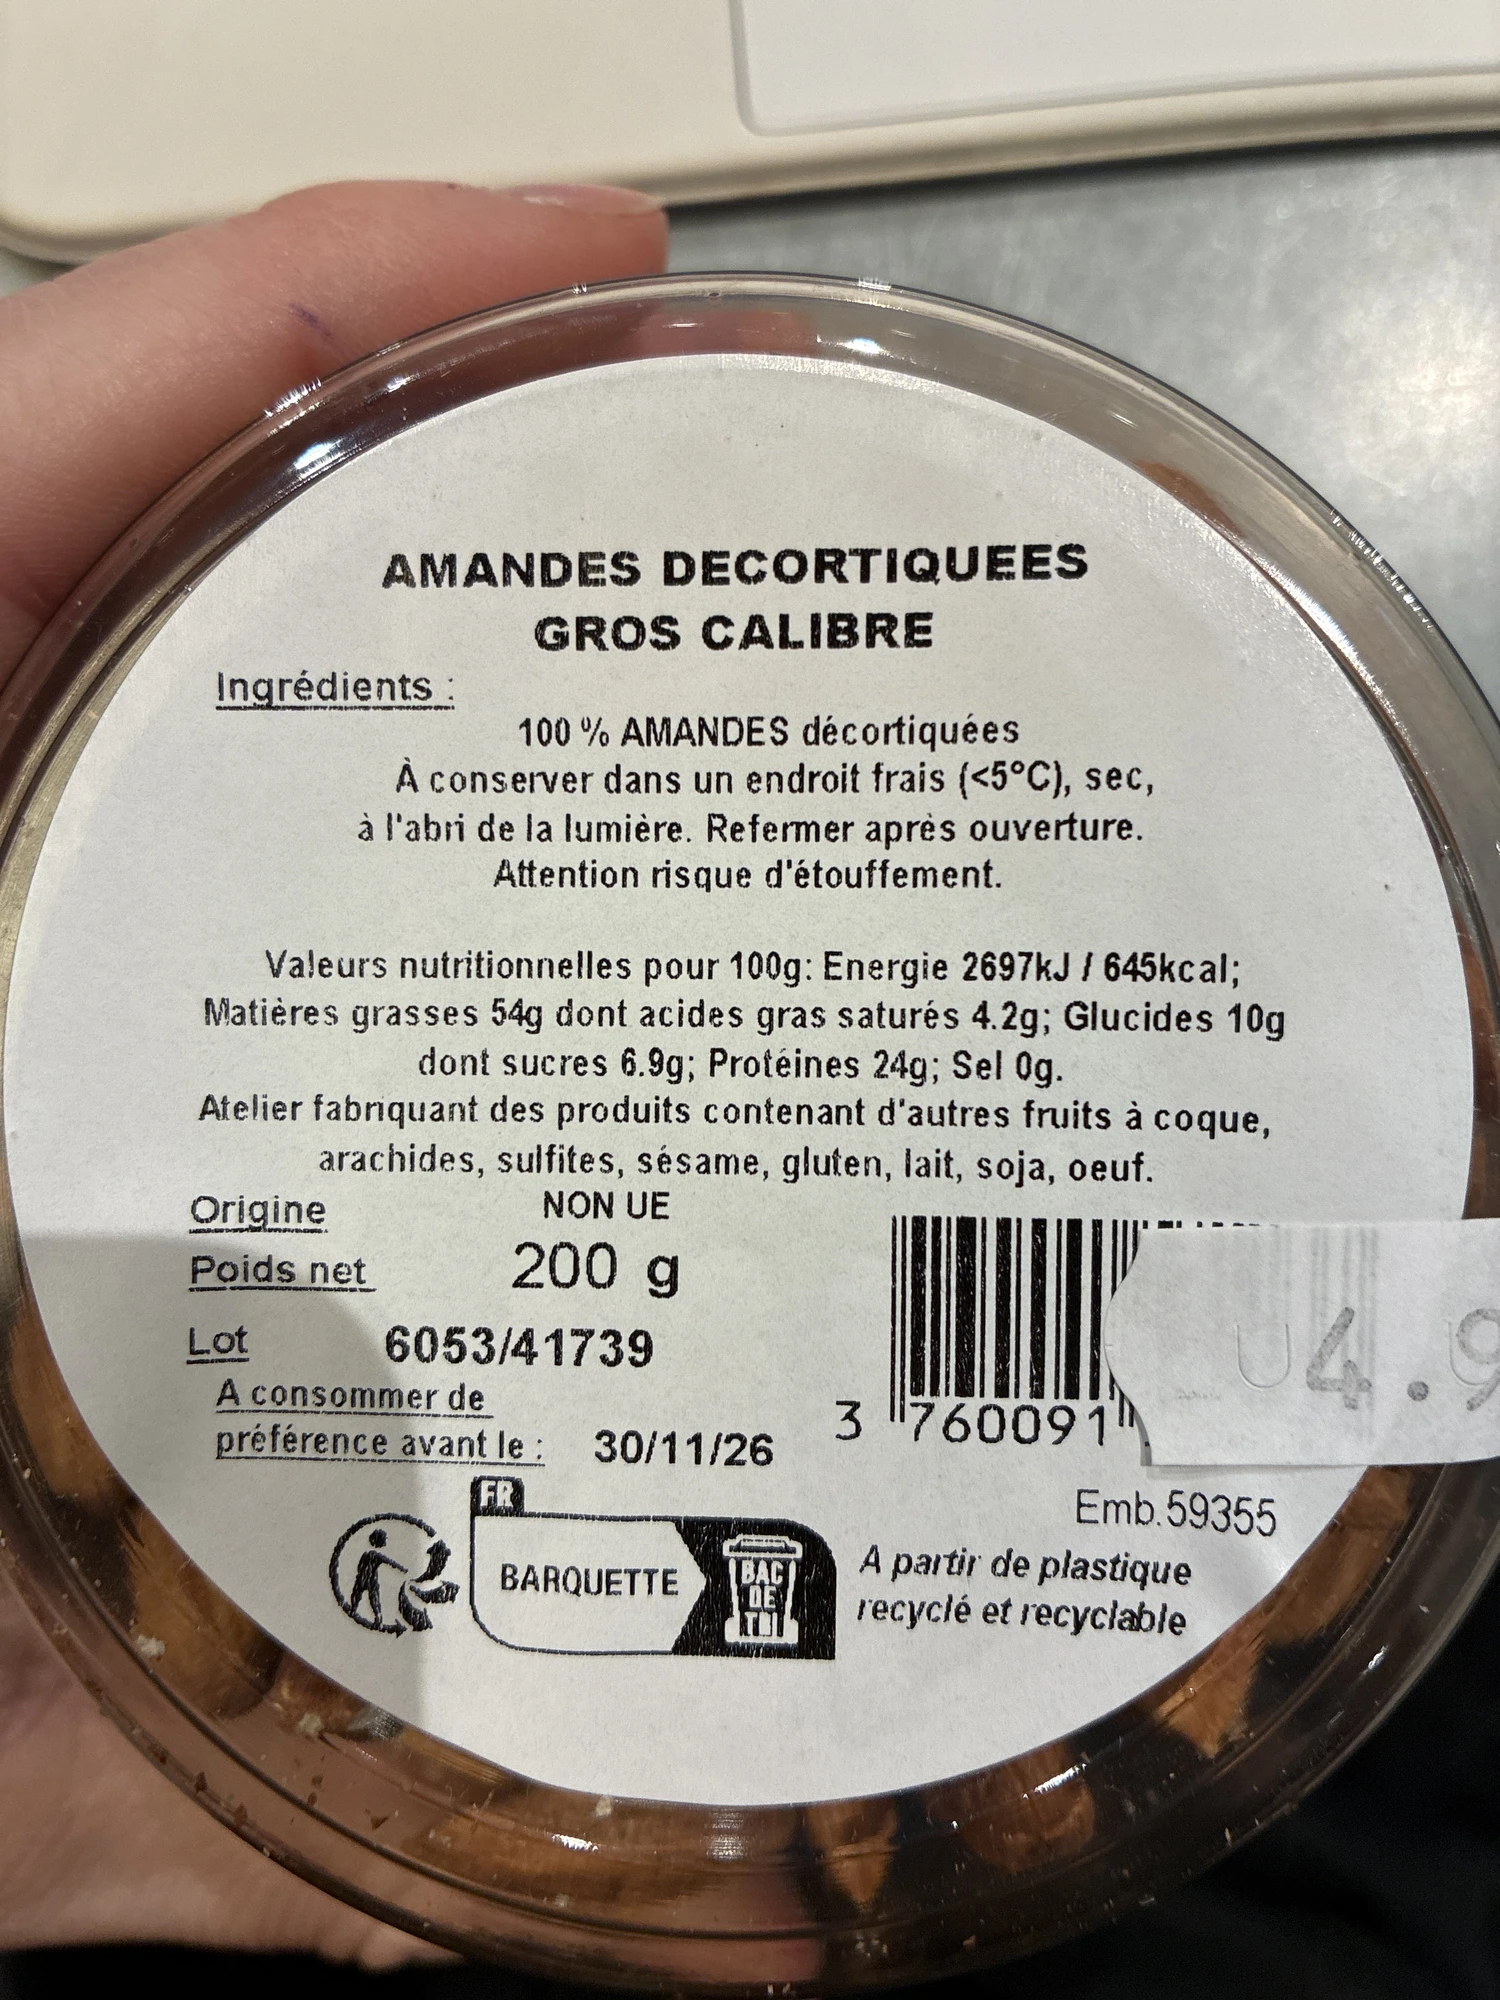 AMANDES DECORTIQUEES
GROS CALIBRE
Ingrédients :
100 % AMANDES décortiquées
À conserver dans un endroit frais (<5°C), sec,
à l'abri de la lumière. Refermer après ouverture.
Attention risque d'étouffement.
Valeurs nutritionnelles pour 100g: Energie 2697kJ / 645kcal;
Matières grasses 54g dont acides gras saturés 4.2g; Glucides 10g
dont sucres 6.9g; Protéines 24g; Sel 0g.
Atelier fabriquant des produits contenant d'autres fruits à coque,
arachides, sulfites, sésame, gluten, lait, soja, oeuf.
Origine NON UE
Poids net 200 g
Lot 6053/41739
A consommer de
préférence avant le : 30/11/26
3 760091
4.9
Emb.59355
FR
BARQUETTE
BAC
DE
TRI
A partir de plastique
recyclé et recyclable